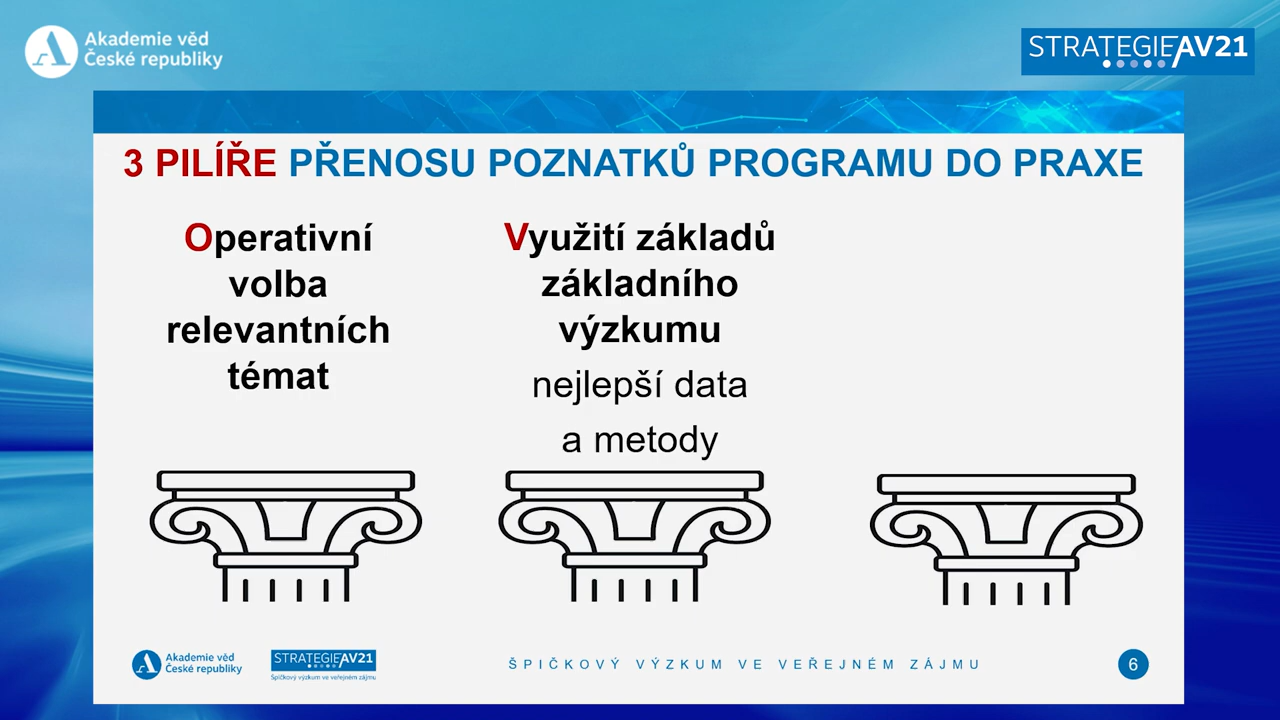 Akademie věd
České republiky
STRATEGIE AV21
3 PILÍŘE PŘENOSU POZNATKŮ PROGRAMU DO PRAXE
Operativní
volba
relevantních
témat
Využití základů
základního
výzkumu
nejlepší data
a metody
Akademie věd
České republiky
STRATEGIE AV21
Špičkový výzkum ve veřejném zájmu
ŠPIČKOVÝ VÝZKUM VE VEŘEJNÉM ZÁJMU
6